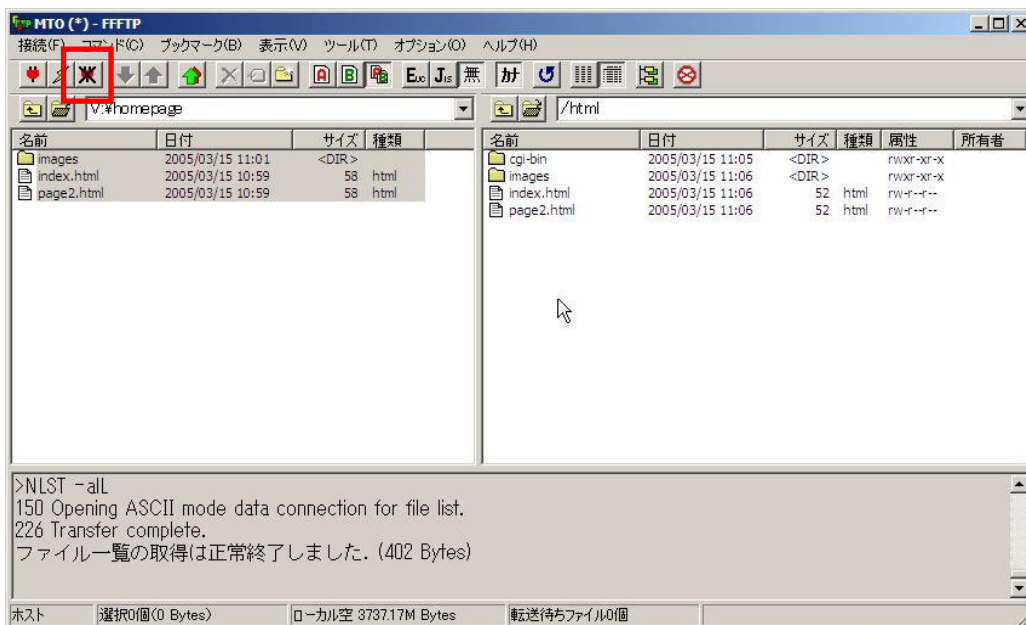 MTO (*) - FFFTP
接続(F) コマンド(C) ブックマーク(B) 表示(V) ツール(T) オプション(O) ヘルプ(H)
A B Euc JIS 無 カナ
V:¥homepage
/html
名前 日付 サイズ 種類
images 2005/03/15 11:01 <DIR>
index.html 2005/03/15 10:59 58 html
page2.html 2005/03/15 10:59 58 html
名前 日付 サイズ 種類 属性 所有者
cgi-bin 2005/03/15 11:05 <DIR> rwxr-xr-x
images 2005/03/15 11:06 <DIR> rwxr-xr-x
index.html 2005/03/15 11:06 52 html rw-r--r--
page2.html 2005/03/15 11:06 52 html rw-r--r--
>NLST -alL
150 Opening ASCII mode data connection for file list.
226 Transfer complete.
ファイル一覧の取得は正常終了しました. (402 Bytes)
ホスト 選択0個(0 Bytes) ローカル空 3737.17M Bytes 転送待ちファイル0個